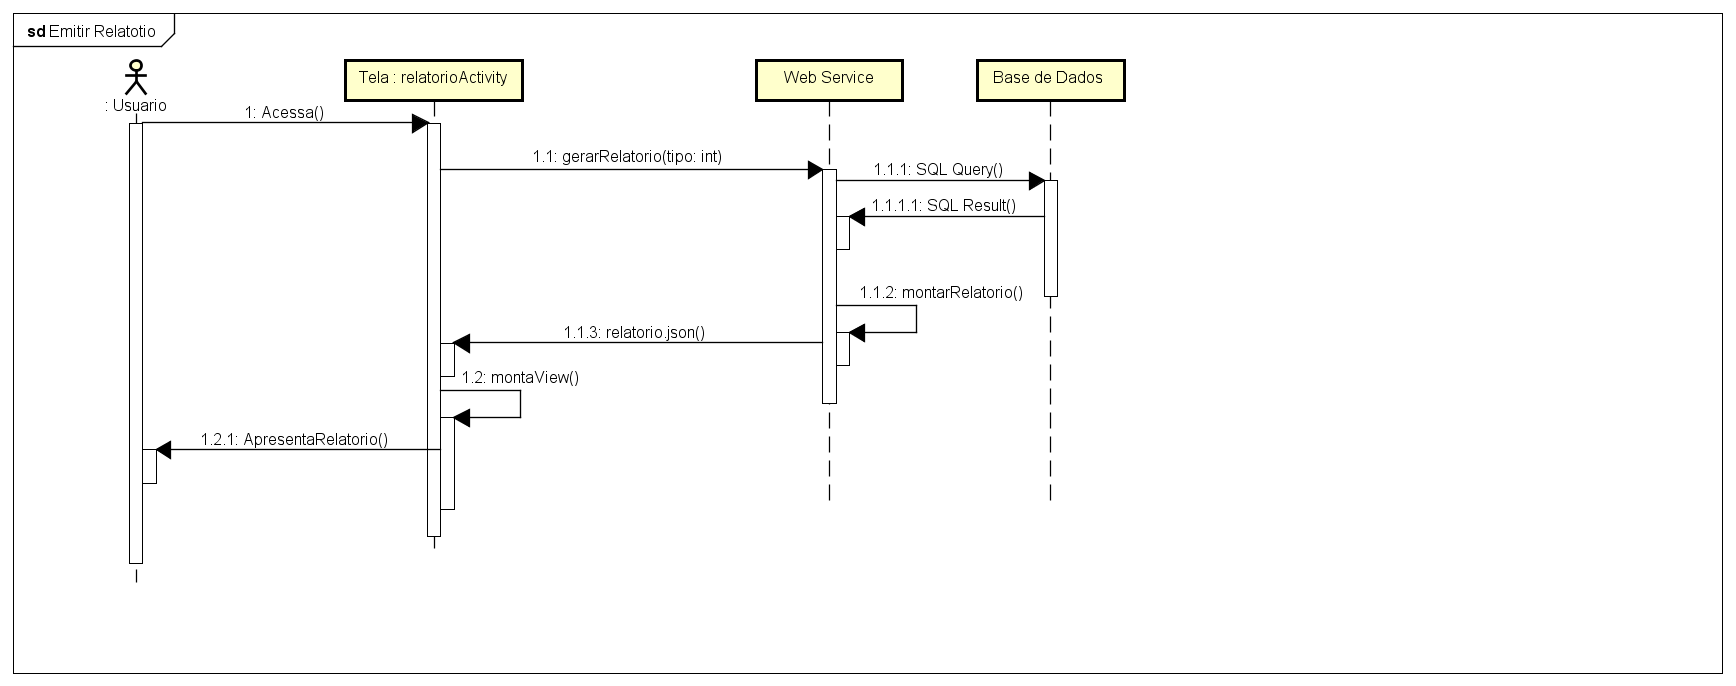 sd Emitir Relatotio
: Usuario
Tela : relatorioActivity
Web Service
Base de Dados
1: Acessa()
1.1: gerarRelatorio(tipo: int)
1.1.1: SQL Query()
1.1.1.1: SQL Result()
1.1.2: montarRelatorio()
1.1.3: relatorio.json()
1.2: montaView()
1.2.1: ApresentaRelatorio()